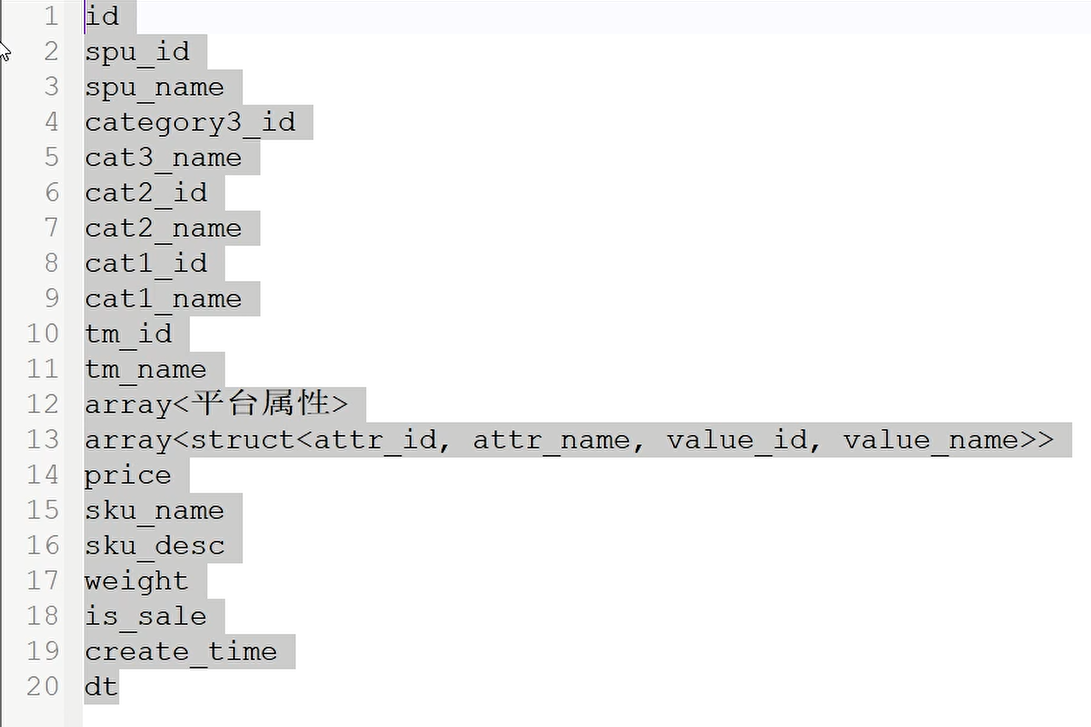 1 id
2 spu_id
3 spu_name
4 category3_id
5 cat3_name
6 cat2_id
7 cat2_name
8 cat1_id
9 cat1_name
10 tm_id
11 tm_name
12 array<平台属性>
13 array<struct<attr_id, attr_name, value_id, value_name>>
14 price
15 sku_name
16 sku_desc
17 weight
18 is_sale
19 create_time
20 dt